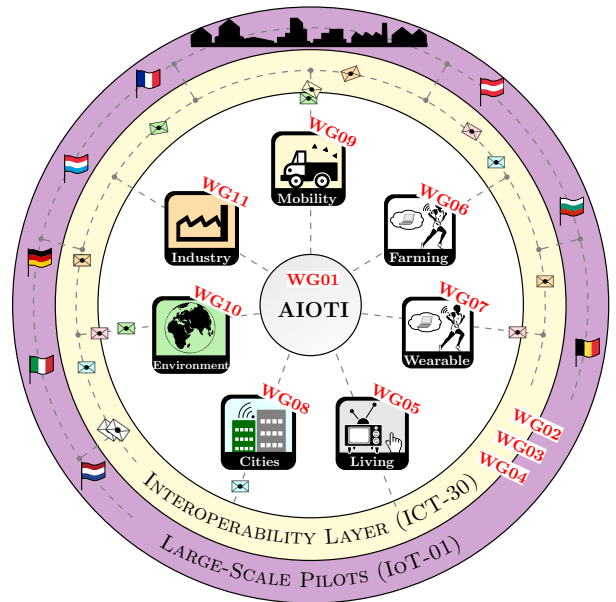 WG09
Mobility
WG11
Industry
WG06
Farming
WG01
AIOTI
WG10
Environment
WG07
Wearable
WG08
Cities
WG05
Living
WG02
WG03
WG04
Interoperability Layer (ICT-30)
Large-Scale Pilots (IoT-01)